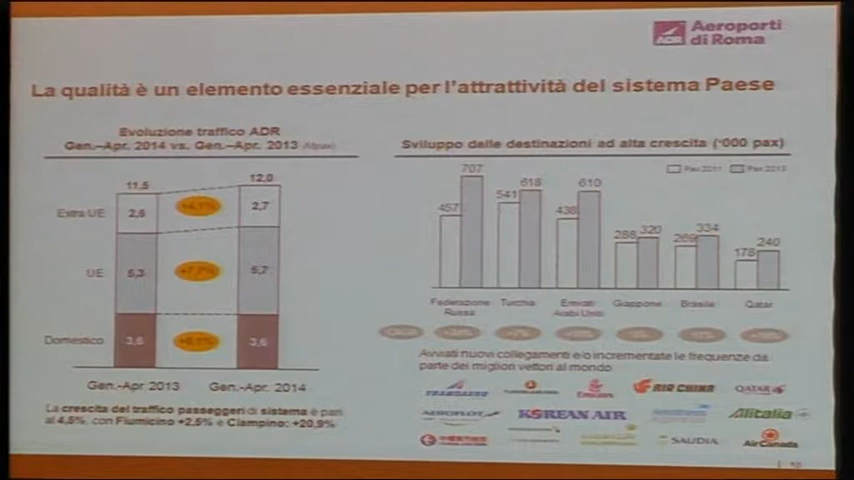 ADR Aeroporti
di Roma
La qualità è un elemento essenziale per l'attrattività del sistema Paese
Evoluzione traffico ADR
Gen.-Apr. 2014 vs. Gen.-Apr. 2013
11,5
12,0
Extra UE
2,6
2,7
UE
5,3
5,7
Domestico
3,6
3,6
Gen.-Apr 2013
Gen.-Apr. 2014
La crescita del traffico passeggeri di sistema è pari
al 4,5%, con Fiumicino +2,5% e Ciampino: +20,9%
Sviluppo delle destinazioni ad alta crescita ('000 pax)
457
707
541
618
438
610
288
320
269
334
178
240
Federazione
Russa
Turchia
Emirati
Arabi Uniti
Giappone
Brasile
Qatar
Avviati nuovi collegamenti e/o incrementate le frequenze da
parte dei migliori vettori al mondo
TRANSAERO
Emirates
AIR CHINA
QATAR
AEROFLOT
KOREAN AIR
Alitalia
SAUDIA
Air Canada